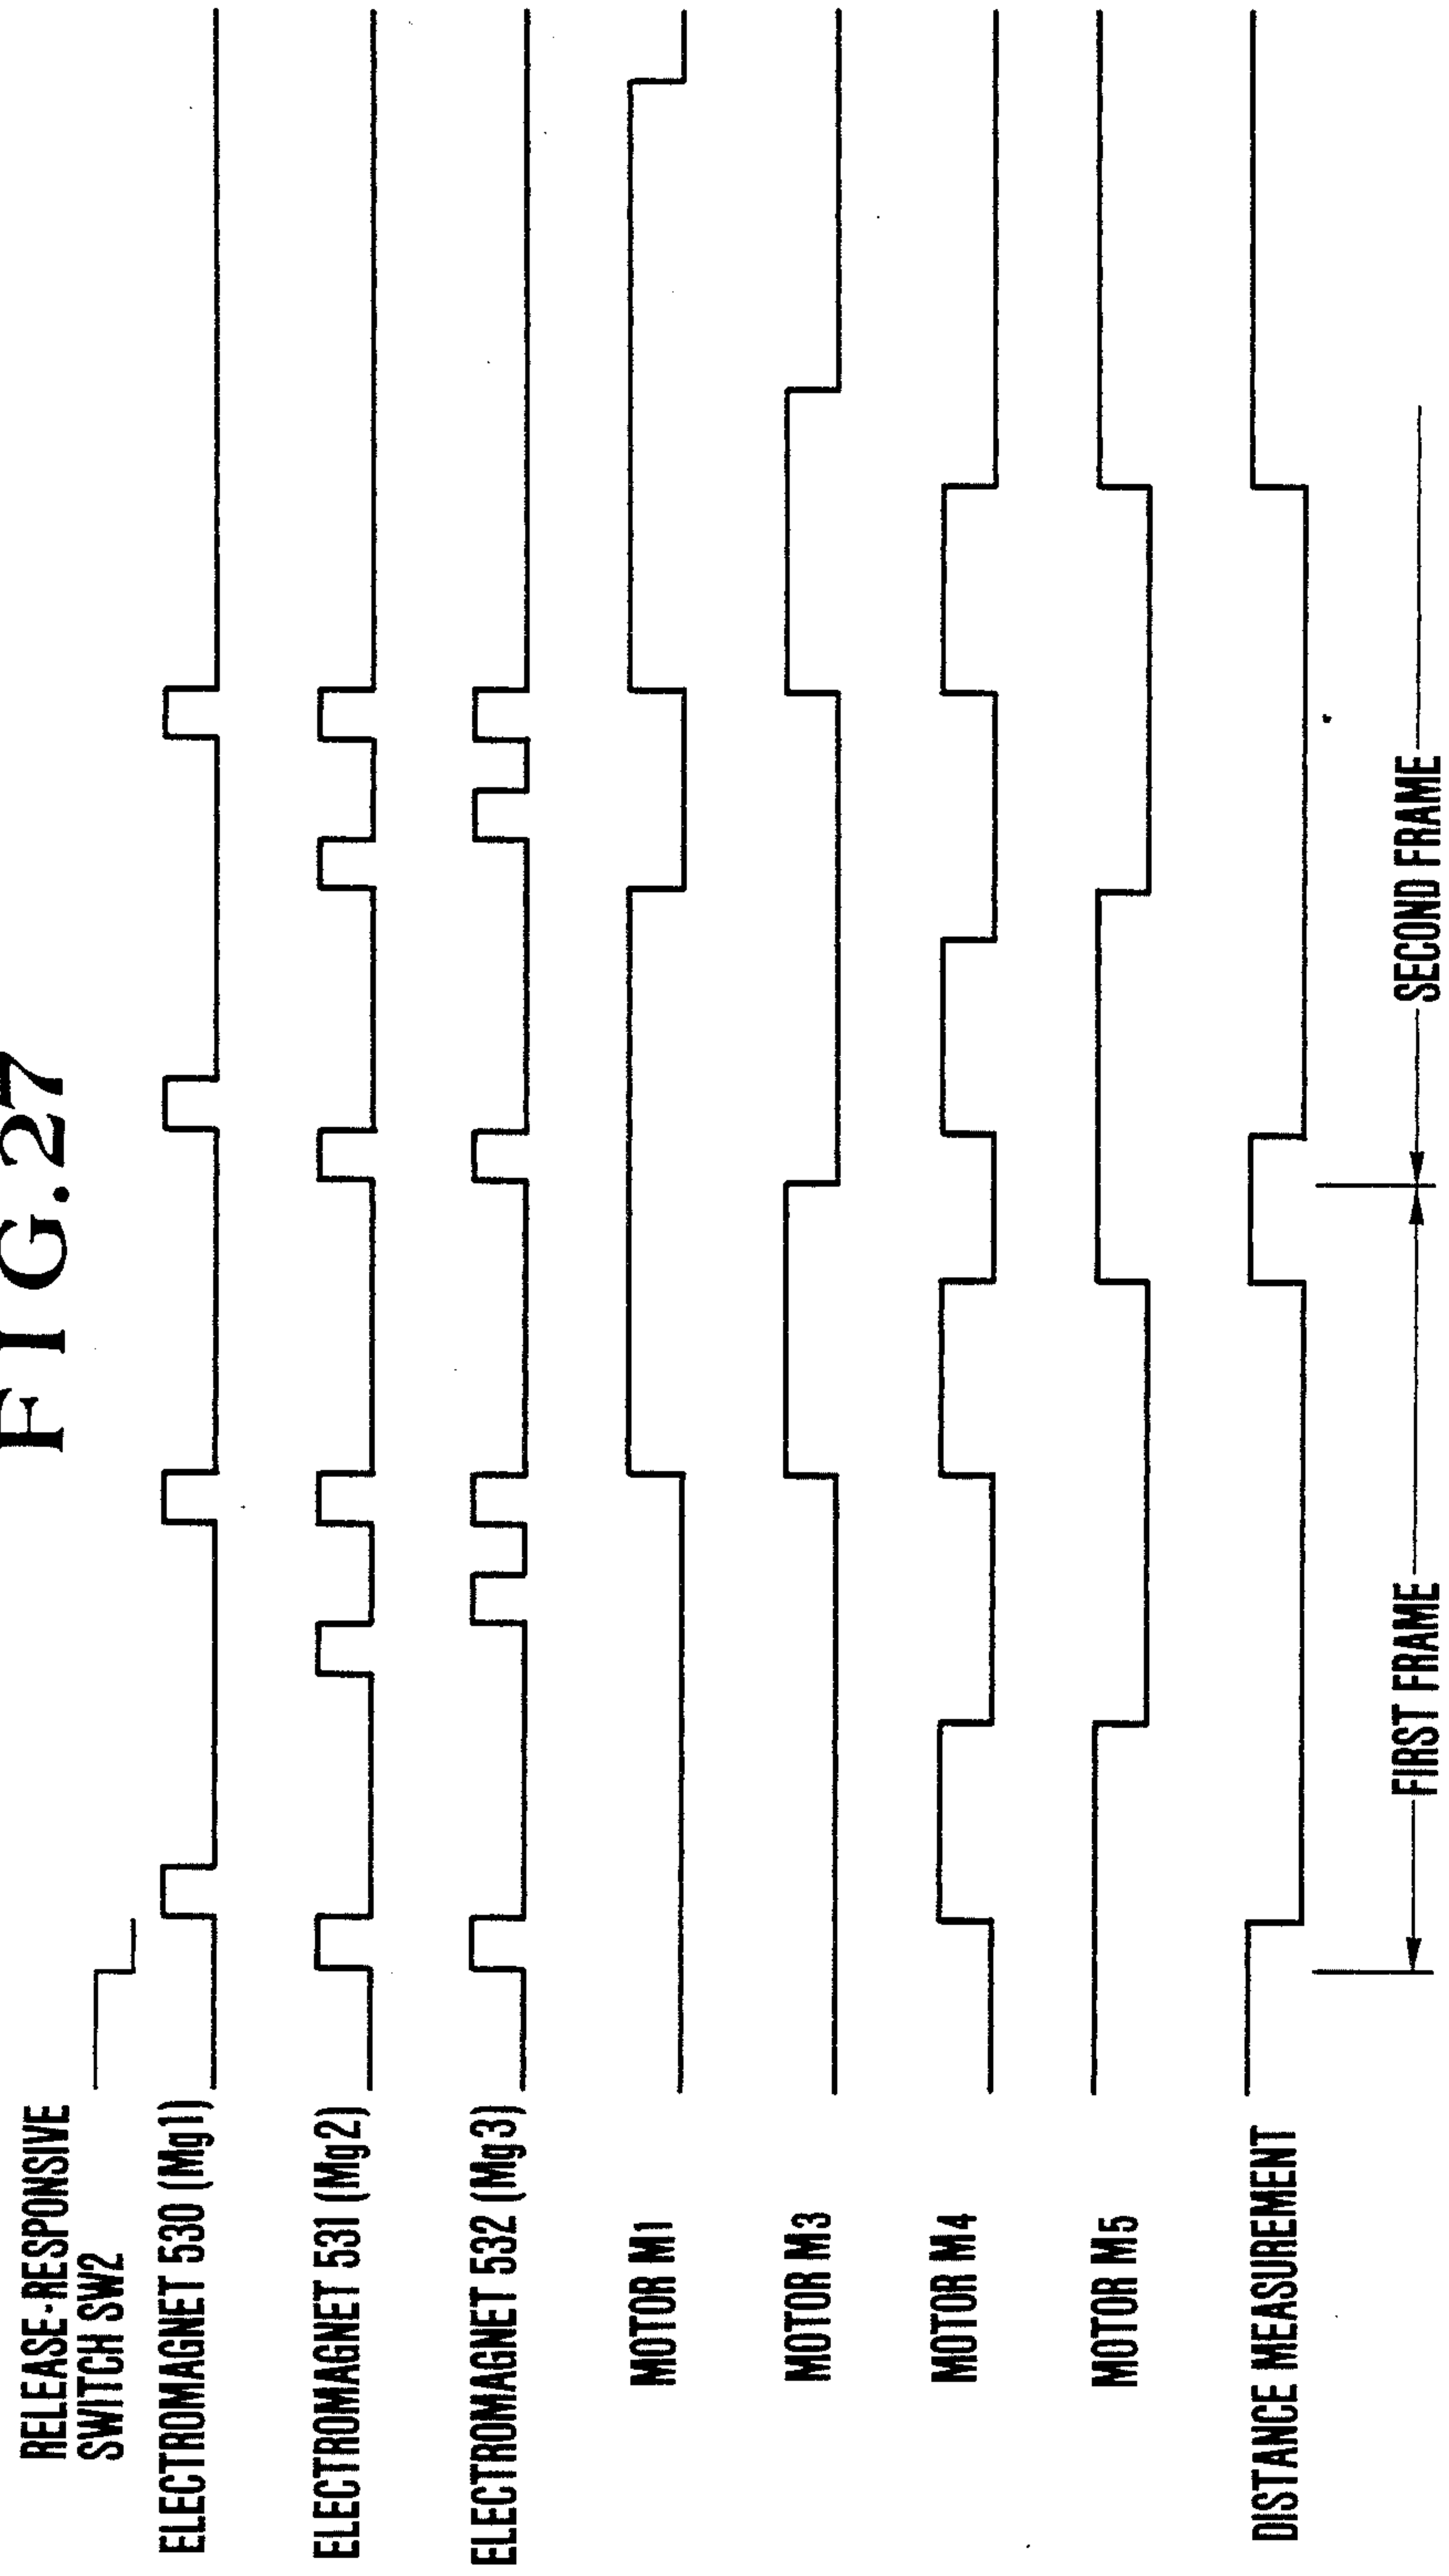 FIG.27
RELEASE-RESPONSIVE
SWITCH SW2
ELECTROMAGNET 530 (Mg1)
ELECTROMAGNET 531 (Mg2)
ELECTROMAGNET 532 (Mg3)
MOTOR M1
MOTOR M3
MOTOR M4
MOTOR M5
DISTANCE MEASUREMENT
FIRST FRAME
SECOND FRAME